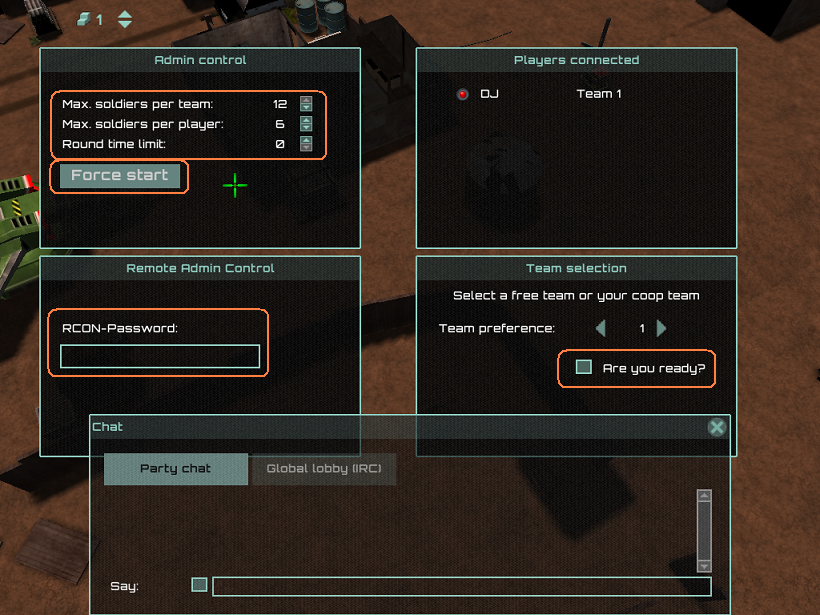 1
Admin control
Max. soldiers per team: 12
Max. soldiers per player: 6
Round time limit: 0
Force start
Players connected
DJ Team 1
Remote Admin Control
RCON-Password:
Team selection
Select a free team or your coop team
Team preference: 1
Are you ready?
Chat
Party chat Global lobby (IRC)
Say: